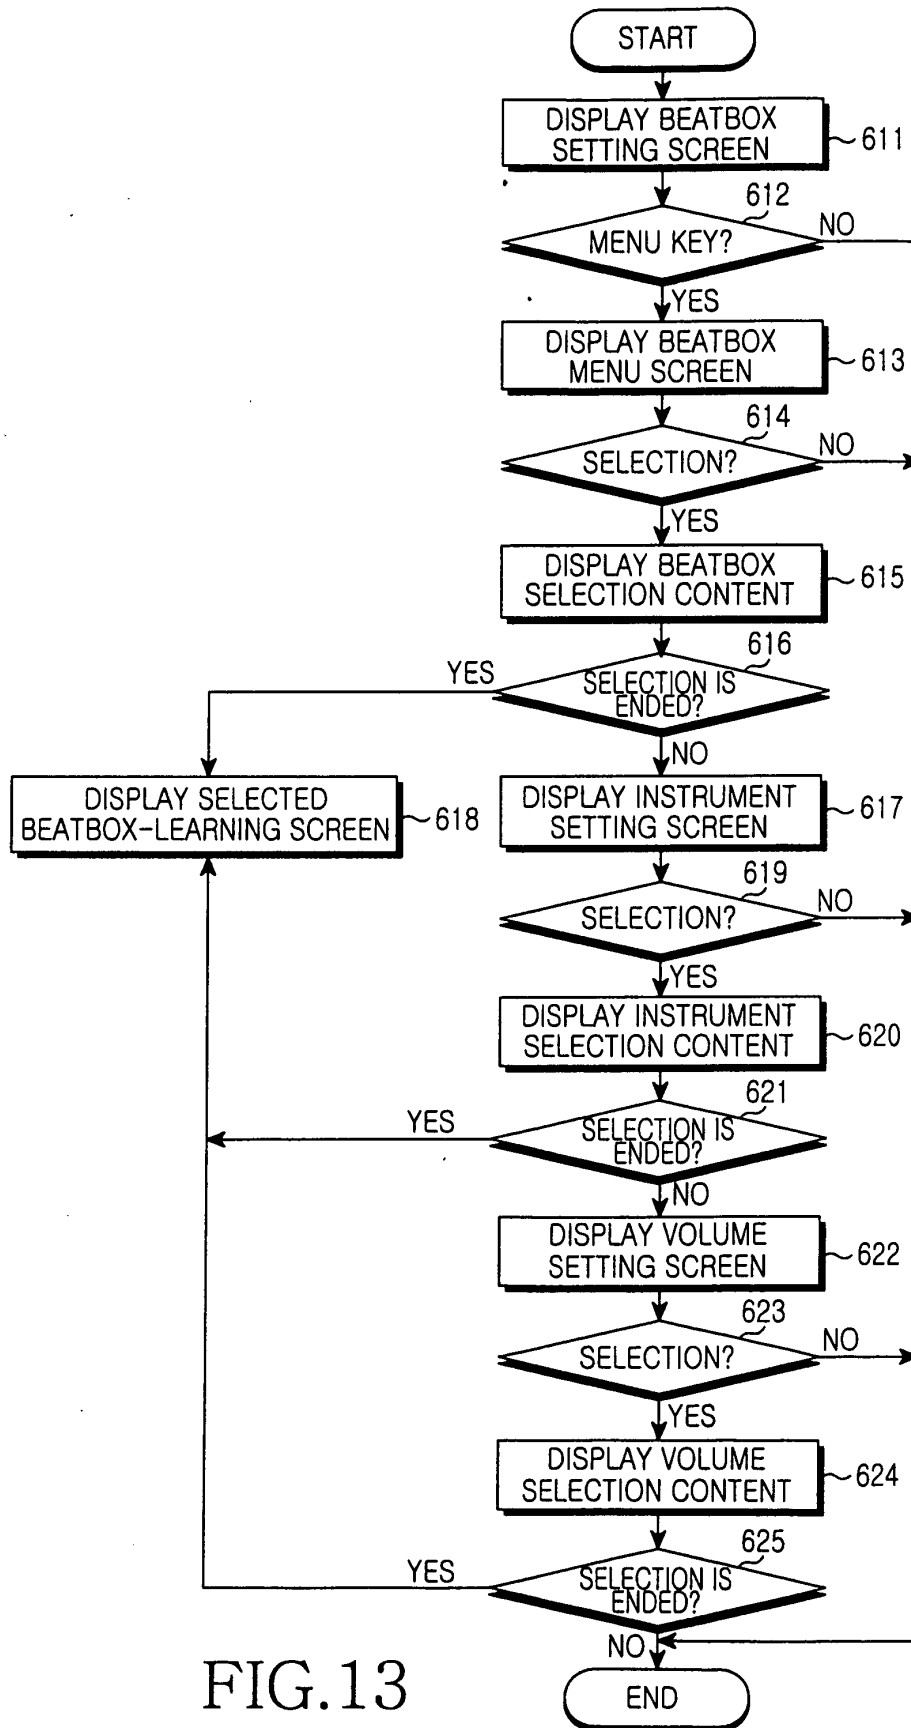 START
DISPLAY BEATBOX
SETTING SCREEN
611
612
MENU KEY?
NO
YES
DISPLAY BEATBOX
MENU SCREEN
613
614
SELECTION?
NO
YES
DISPLAY BEATBOX
SELECTION CONTENT
615
616
SELECTION IS
ENDED?
YES
NO
DISPLAY SELECTED
BEATBOX-LEARNING SCREEN
618
DISPLAY INSTRUMENT
SETTING SCREEN
617
619
SELECTION?
NO
YES
DISPLAY INSTRUMENT
SELECTION CONTENT
620
621
SELECTION IS
ENDED?
YES
NO
DISPLAY VOLUME
SETTING SCREEN
622
623
SELECTION?
NO
YES
DISPLAY VOLUME
SELECTION CONTENT
624
625
SELECTION IS
ENDED?
YES
NO
END
FIG.13